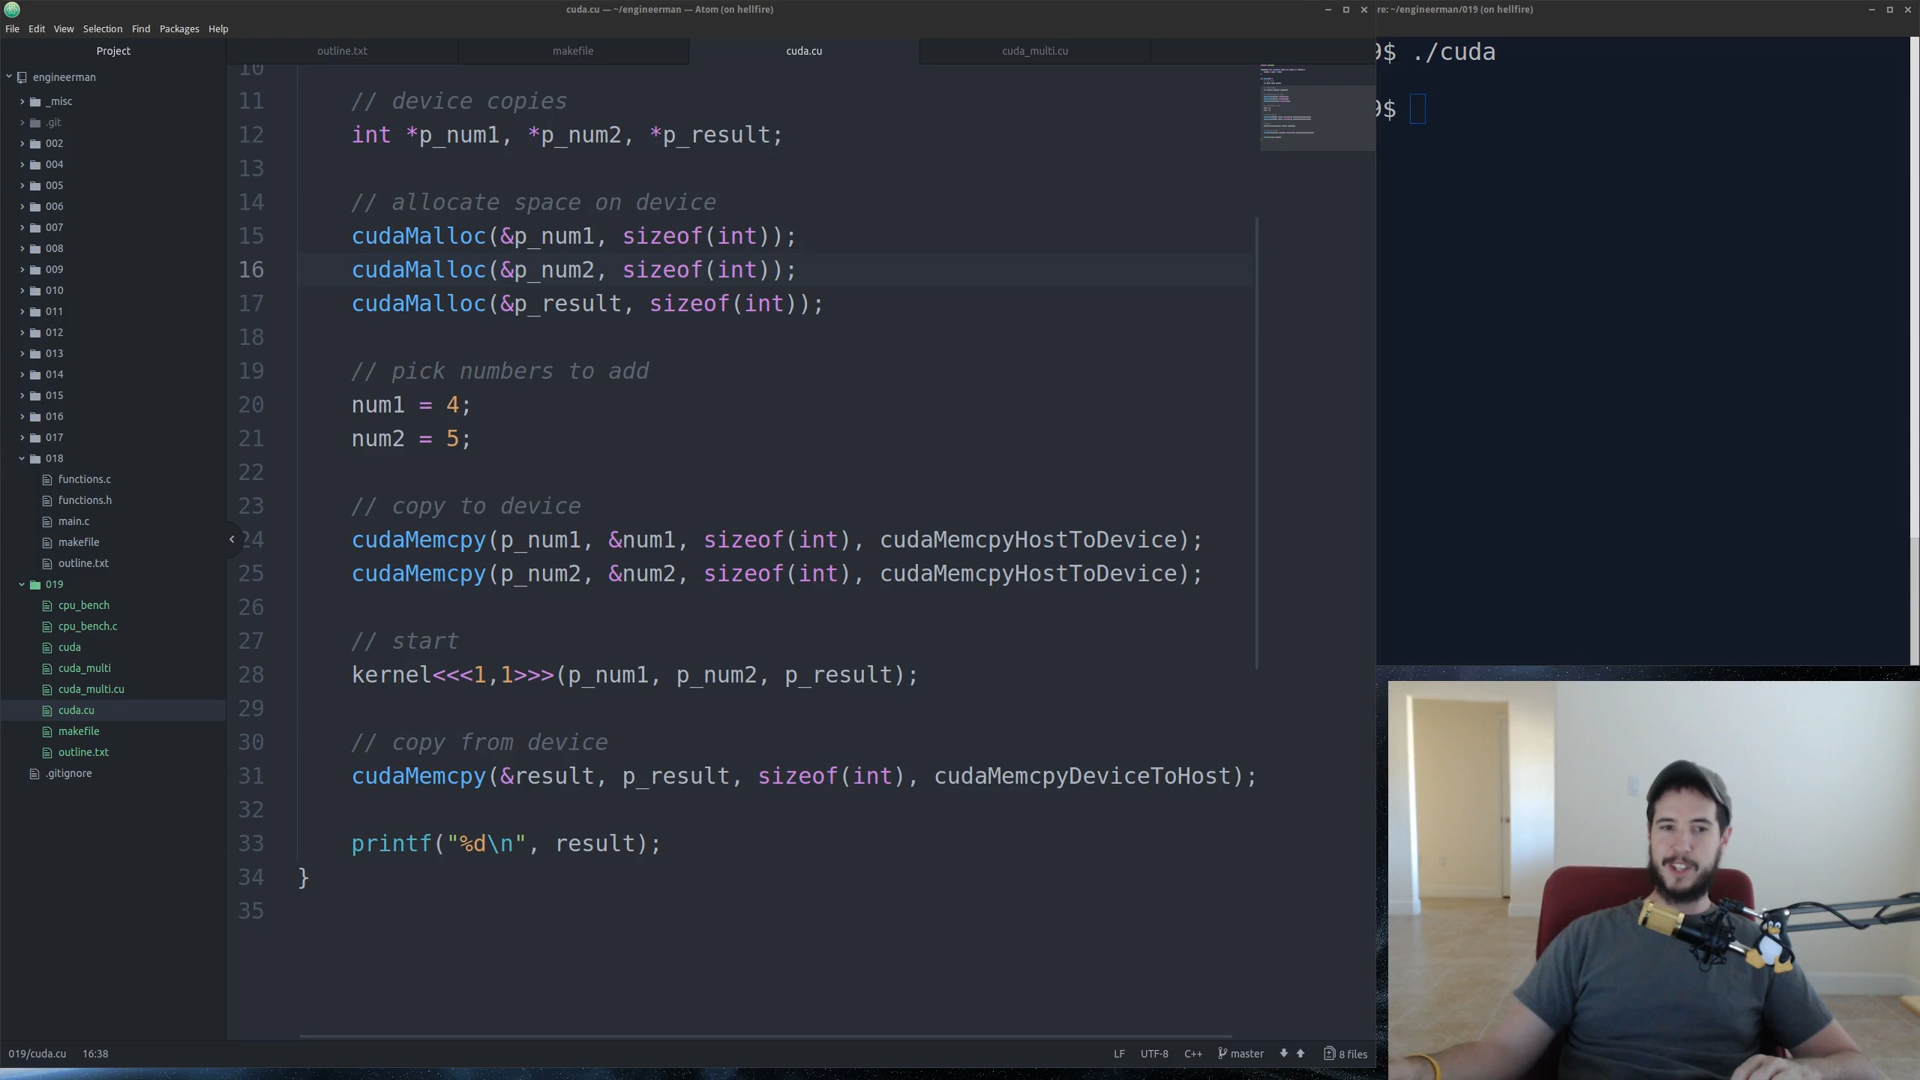 cuda.cu — ~/engineerman — Atom (on hellfire)
re: ~/engineerman/019 (on hellfire)
File Edit View Selection Find Packages Help
Project
outline.txt
makefile
cuda.cu
cuda_multi.cu
engineerman
_misc
.git
002
004
005
006
007
008
009
010
011
012
013
014
015
016
017
018
functions.c
functions.h
main.c
makefile
outline.txt
019
cpu_bench
cpu_bench.c
cuda
cuda_multi
cuda_multi.cu
cuda.cu
makefile
outline.txt
.gitignore
10
11 // device copies
12 int *p_num1, *p_num2, *p_result;
13
14 // allocate space on device
15 cudaMalloc(&p_num1, sizeof(int));
16 cudaMalloc(&p_num2, sizeof(int));
17 cudaMalloc(&p_result, sizeof(int));
18
19 // pick numbers to add
20 num1 = 4;
21 num2 = 5;
22
23 // copy to device
24 cudaMemcpy(p_num1, &num1, sizeof(int), cudaMemcpyHostToDevice);
25 cudaMemcpy(p_num2, &num2, sizeof(int), cudaMemcpyHostToDevice);
26
27 // start
28 kernel<<<1,1>>>(p_num1, p_num2, p_result);
29
30 // copy from device
31 cudaMemcpy(&result, p_result, sizeof(int), cudaMemcpyDeviceToHost);
32
33 printf("%d\n", result);
34 }
35
9$ ./cuda
9$
019/cuda.cu 16:38
LF UTF-8 C++ master 8 files